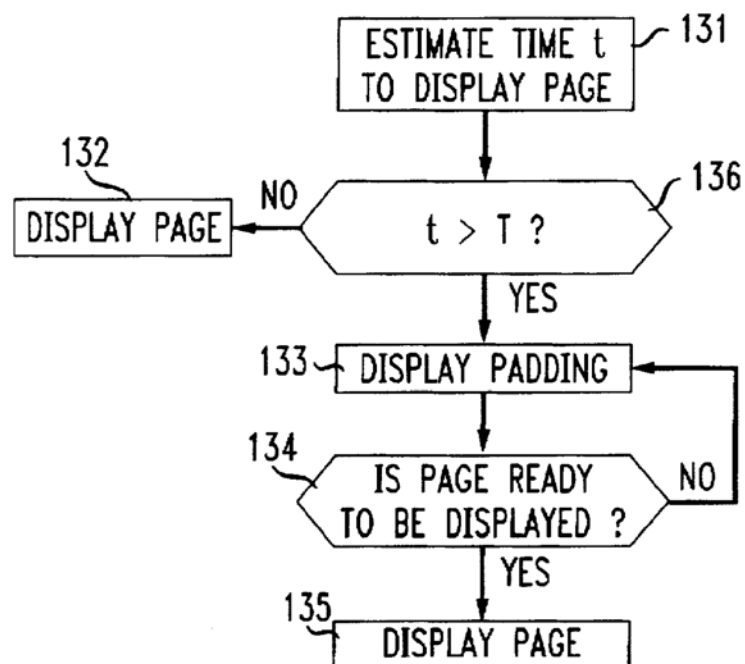 ESTIMATE TIME t
TO DISPLAY PAGE
131
132
NO
136
DISPLAY PAGE
t > T ?
YES
133
DISPLAY PADDING
134
IS PAGE READY
TO BE DISPLAYED ?
NO
YES
135
DISPLAY PAGE